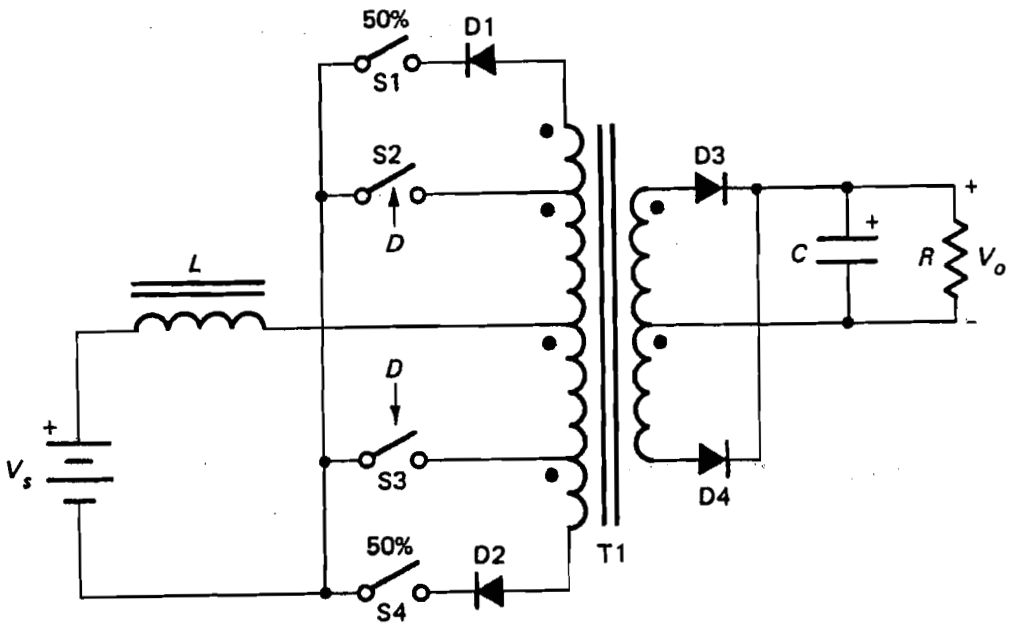 50%
D1
S1
S2
D
D3
L
C
+
R
+
V_o
-
D
+
V_s
S3
D4
50%
D2
S4
T1